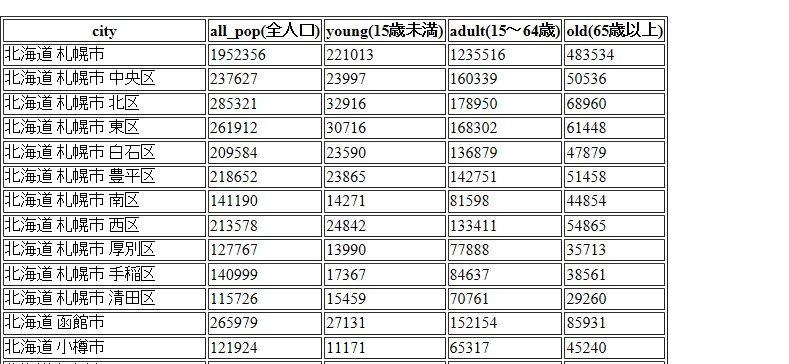 city all_pop(全人口) young(15歳未満) adult(15～64歳) old(65歳以上)
北海道 札幌市 1952356 221013 1235516 483534
北海道 札幌市 中央区 237627 23997 160339 50536
北海道 札幌市 北区 285321 32916 178950 68960
北海道 札幌市 東区 261912 30716 168302 61448
北海道 札幌市 白石区 209584 23590 136879 47879
北海道 札幌市 豊平区 218652 23865 142751 51458
北海道 札幌市 南区 141190 14271 81598 44854
北海道 札幌市 西区 213578 24842 133411 54865
北海道 札幌市 厚別区 127767 13990 77888 35713
北海道 札幌市 手稲区 140999 17367 84637 38561
北海道 札幌市 清田区 115726 15459 70761 29260
北海道 函館市 265979 27131 152154 85931
北海道 小樽市 121924 11171 65317 45240